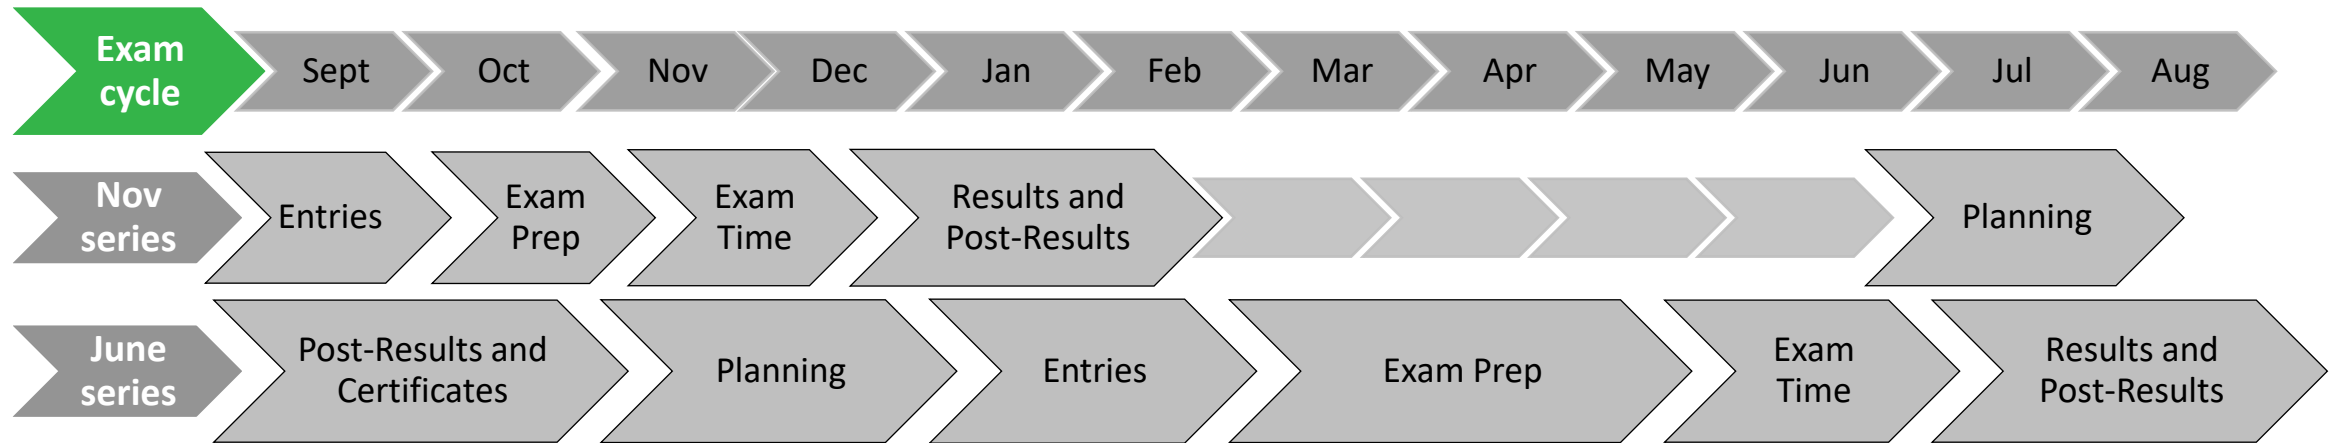 Exam
cycle
Sept
Oct
Nov
Dec
Jan
Feb
Mar
Apr
May
Jun
Jul
Aug
Nov
series
Entries
Exam
Prep
Exam
Time
Results and
Post-Results
Planning
June
series
Post-Results and
Certificates
Planning
Entries
Exam Prep
Exam
Time
Results and
Post-Results